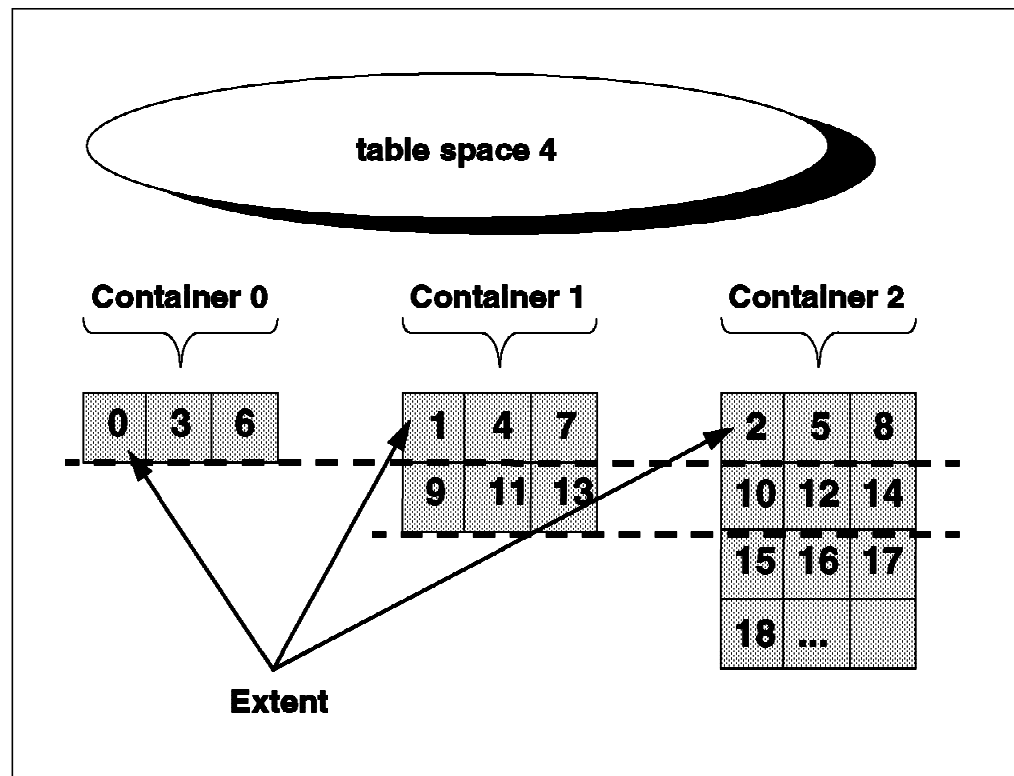 table space 4
Container 0 Container 1 Container 2
0 3 6 1 4 7 2 5 8
9 11 13 10 12 14
15 16 17
18 ...
Extent